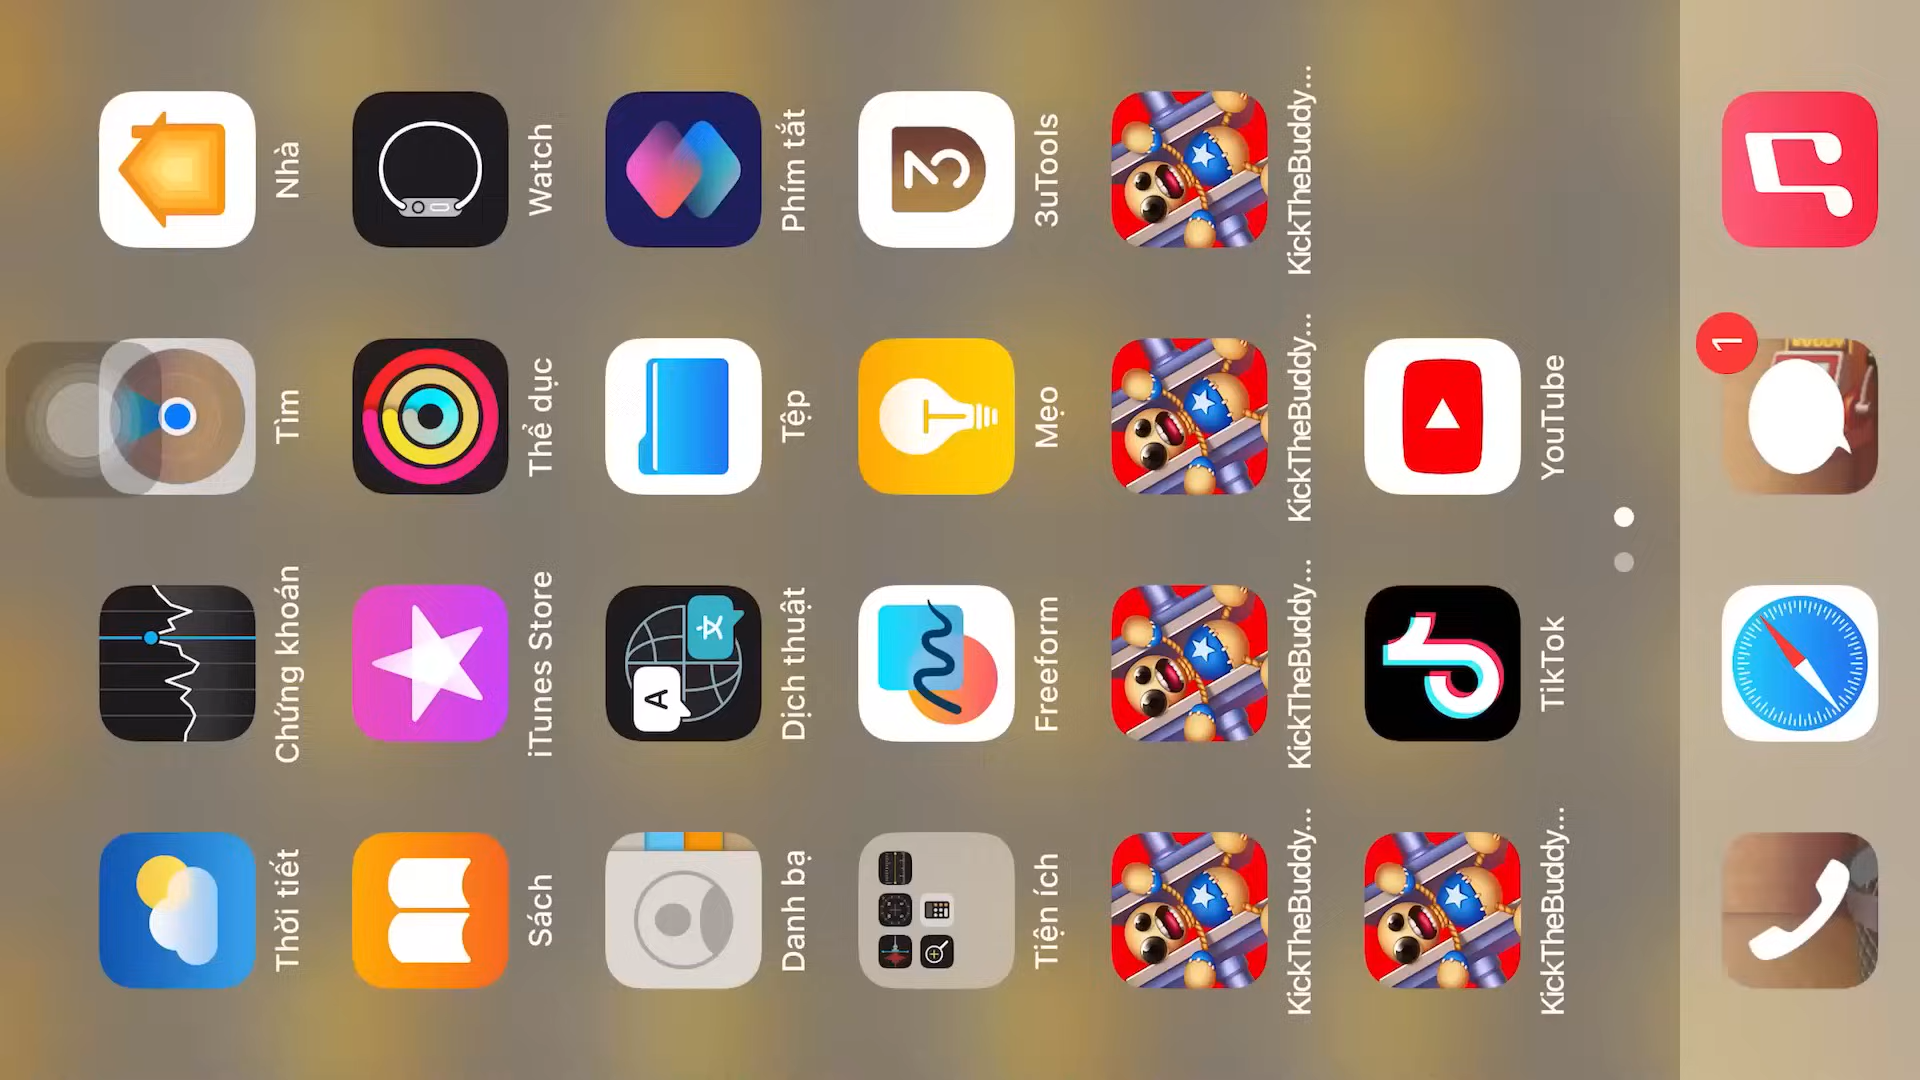 Thời tiết
Chứng khoán
Tìm
Nhà
Sách
iTunes Store
Thể dục
Watch
Danh bạ
Dịch thuật
Tệp
Phím tắt
Tiện ích
Freeform
Mẹo
3uTools
KickTheBuddy...
KickTheBuddy...
KickTheBuddy...
KickTheBuddy...
KickTheBuddy...
TikTok
YouTube
1